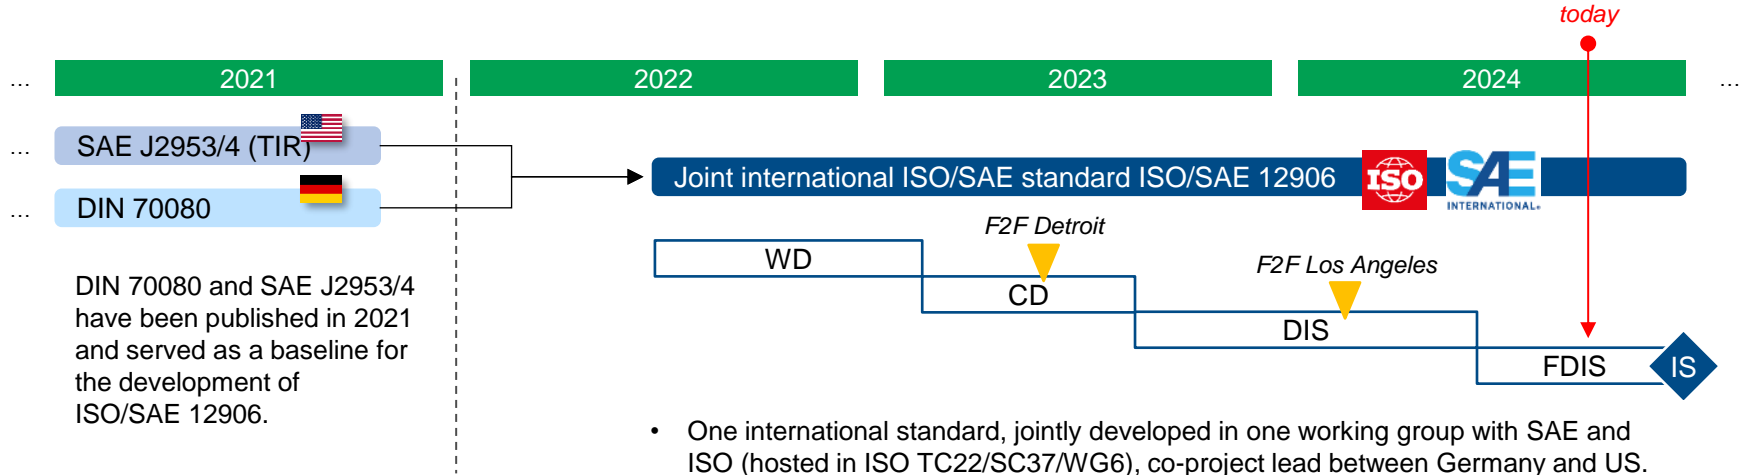 today
… 2021 2022 2023 2024 …
… SAE J2953/4 (TIR)
Joint international ISO/SAE standard ISO/SAE 12906 ISO SAE
INTERNATIONAL®
… DIN 70080
F2F Detroit
WD
F2F Los Angeles
CD
DIS
FDIS IS
DIN 70080 and SAE J2953/4
have been published in 2021
and served as a baseline for
the development of
ISO/SAE 12906.
• One international standard, jointly developed in one working group with SAE and
ISO (hosted in ISO TC22/SC37/WG6), co-project lead between Germany and US.